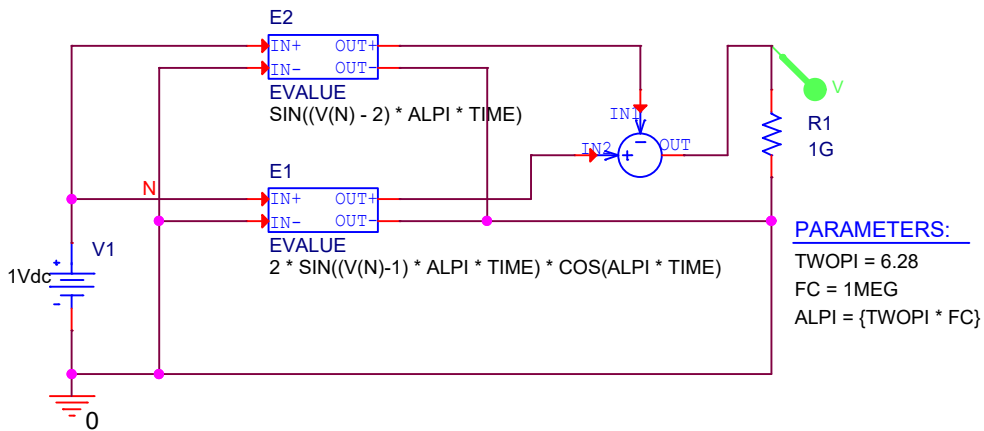 E2
IN+ OUT+
IN- OUT-
EVALUATE
SIN((V(N) - 2) * ALPI * TIME)
IN1
-
IN2
+
OUT
V
R1
1G
N
E1
IN+ OUT+
IN- OUT-
EVALUE
2 * SIN((V(N)-1) * ALPI * TIME) * COS(ALPI * TIME)
V1
+
1Vdc
-
PARAMETERS:
TWOPI = 6.28
FC = 1MEG
ALPI = {TWOPI * FC}
0